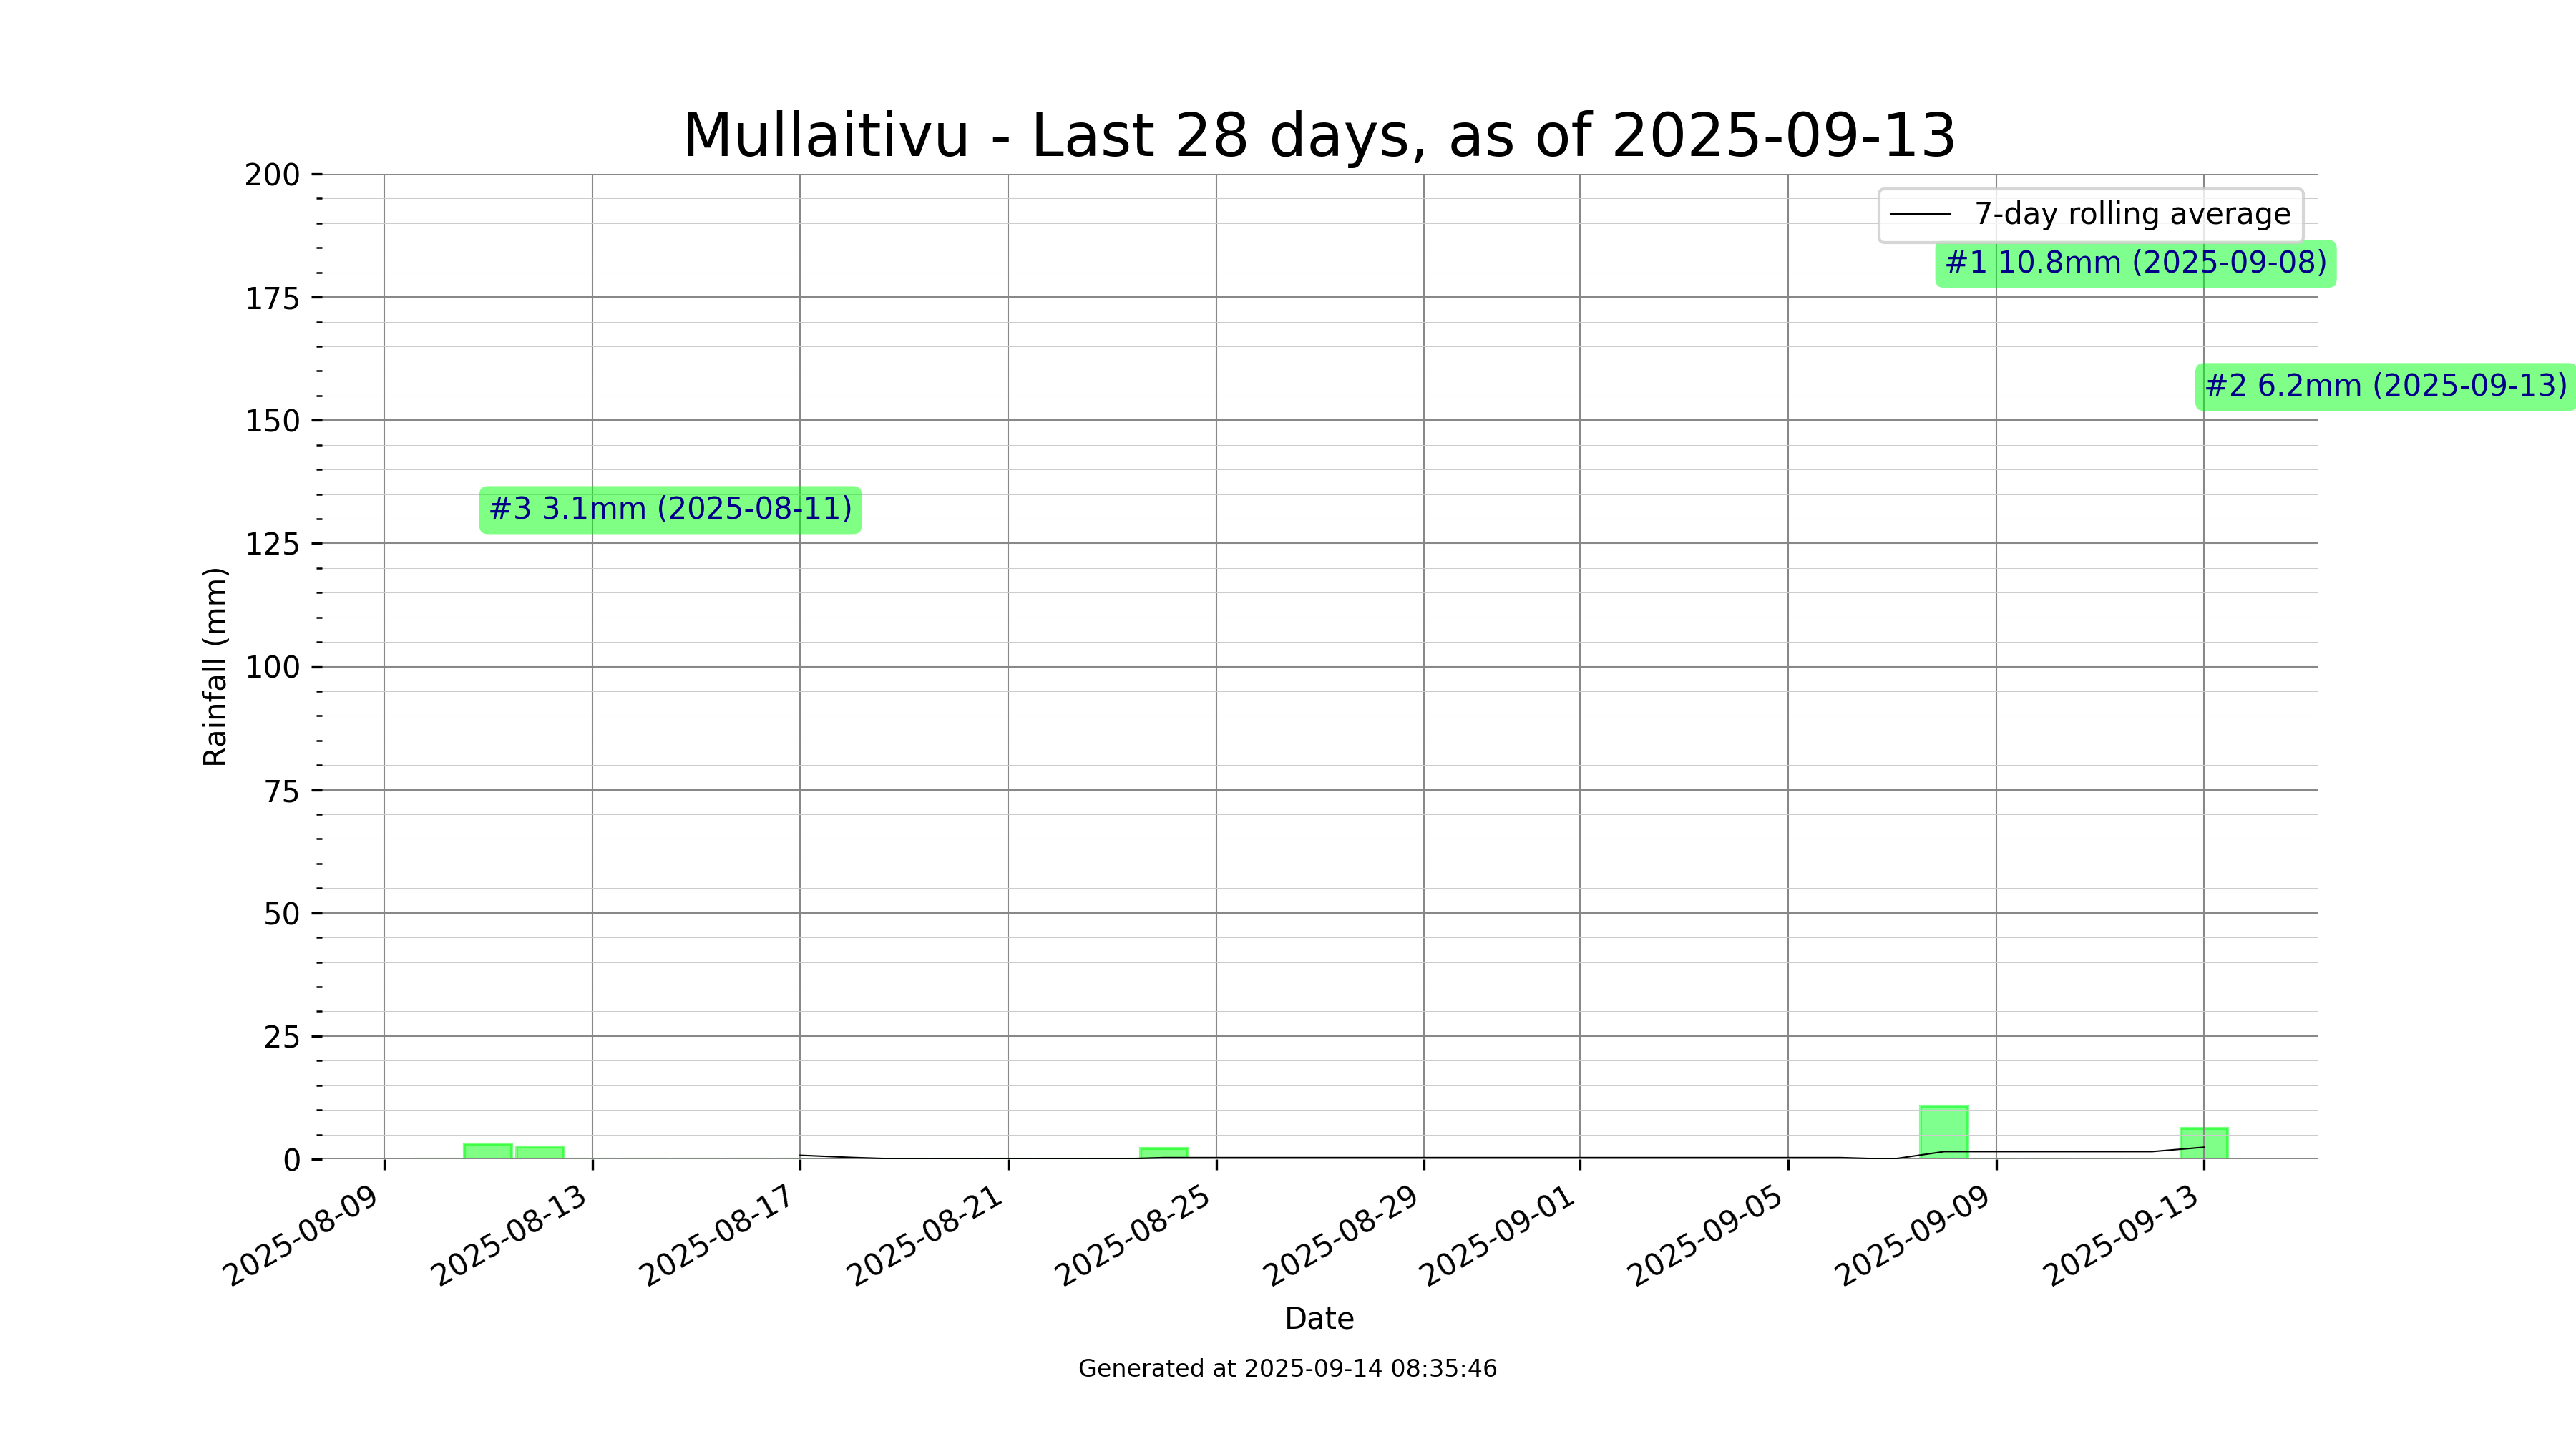 Mullaitivu - Last 28 days, as of 2025-09-13
200
175
150
125
100
75
50
25
0
Rainfall (mm)
7-day rolling average
#1 10.8mm (2025-09-08)
#2 6.2mm (2025-09-13)
#3 3.1mm (2025-08-11)
2025-08-09
2025-08-13
2025-08-17
2025-08-21
2025-08-25
2025-08-29
2025-09-01
2025-09-05
2025-09-09
2025-09-13
Date
Generated at 2025-09-14 08:35:46